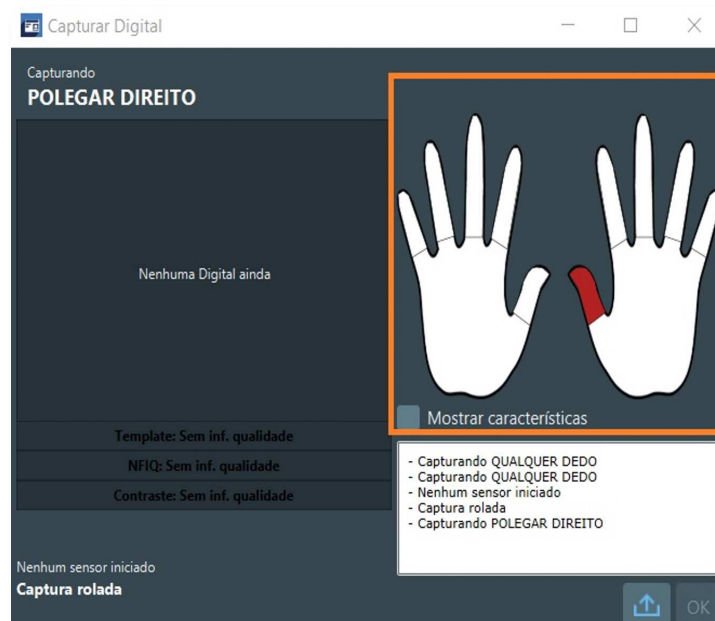 Capturar Digital
Capturando
POLEGAR DIREITO
Nenhuma Digital ainda
Template: Sem inf. qualidade
NFIQ: Sem inf. qualidade
Contraste: Sem inf. qualidade
Nenhum sensor iniciado
Captura rolada
Mostrar características
- Capturando QUALQUER DEDO
- Capturando QUALQUER DEDO
- Nenhum sensor iniciado
- Captura rolada
- Capturando POLEGAR DIREITO
OK